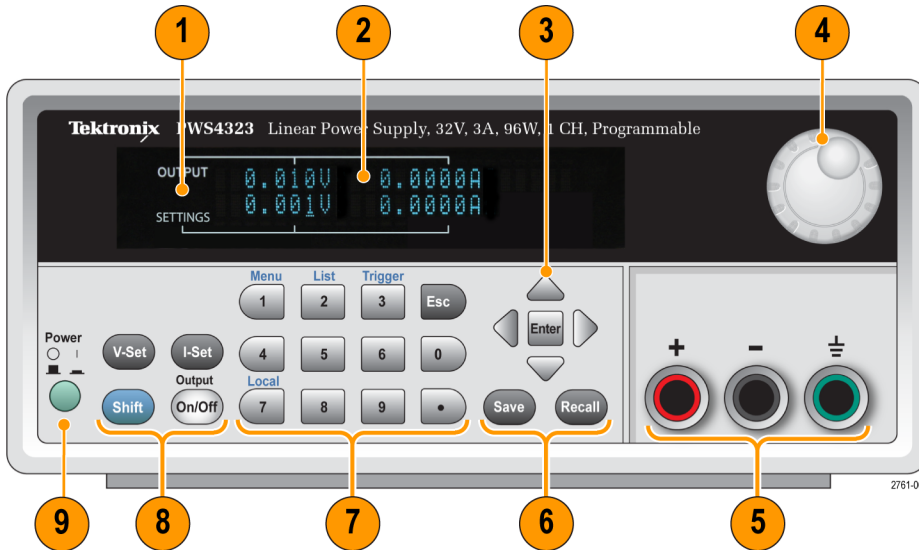 1 2 3 4
Tektronix PWS4323 Linear Power Supply, 32V, 3A, 96W, 1 CH, Programmable
OUTPUT 0.010V 0.0000A
SETTINGS 0.001V 0.0000A
Menu List Trigger
1 2 3 Esc
Power V-Set I-Set 4 5 6 0 Enter + -
Output Local
Shift On/Off 7 8 9 • Save Recall
2761-0
9 8 7 6 5